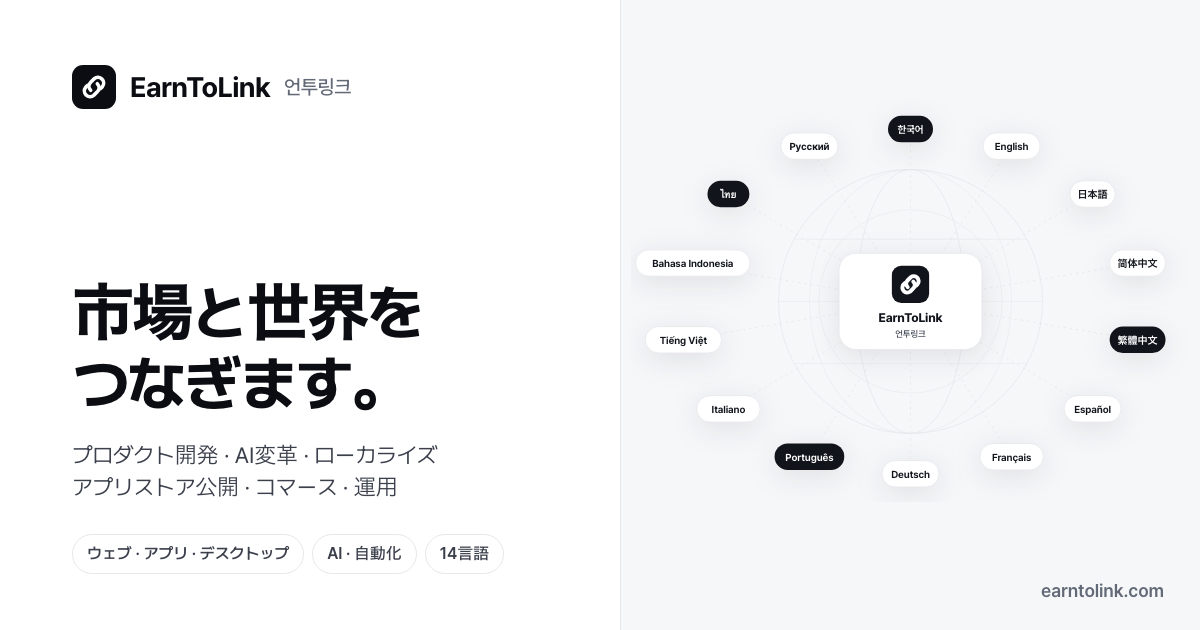 EarnToLink 언투링크
市場と世界を
つなぎます。
プロダクト開発 · AI変革 · ローカライズ
アプリストア公開 · コマース · 運用
ウェブ · アプリ · デスクトップ
AI · 自動化
14言語
한국어
Русский
English
ไทย
日本語
Bahasa Indonesia
简体中文
EarnToLink
언투링크
Tiếng Việt
繁體中文
Italiano
Español
Português
Français
Deutsch
earntolink.com